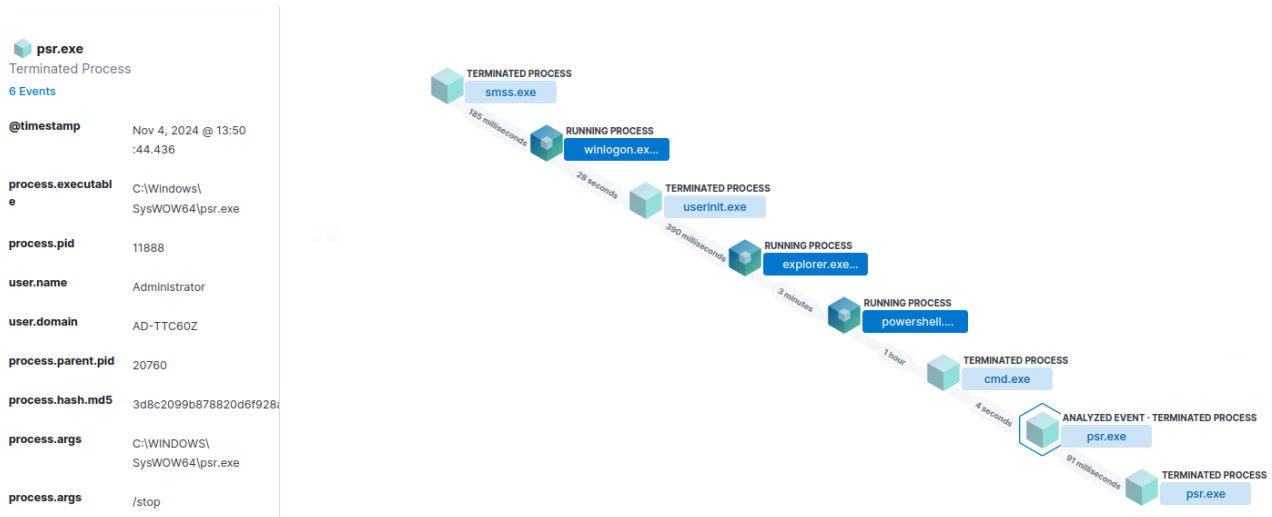 psr.exe
Terminated Process
6 Events
@timestamp
Nov 4, 2024 @ 13:50
:44.436
process.executabl
e
C:\Windows\
SysWOW64\psr.exe
process.pid
11888
user.name
Administrator
user.domain
AD-TTC60Z
process.parent.pid
20760
process.hash.md5
3d8c2099b878820d6f928a
process.args
C:\WINDOWS\
SysWOW64\psr.exe
process.args
/stop
TERMINATED PROCESS
smss.exe
185 milliseconds
RUNNING PROCESS
winlogon.ex...
28 seconds
TERMINATED PROCESS
userinit.exe
390 milliseconds
RUNNING PROCESS
explorer.exe...
3 minutes
RUNNING PROCESS
powershell....
1 hour
TERMINATED PROCESS
cmd.exe
4 seconds
ANALYZED EVENT · TERMINATED PROCESS
psr.exe
91 milliseconds
TERMINATED PROCESS
psr.exe